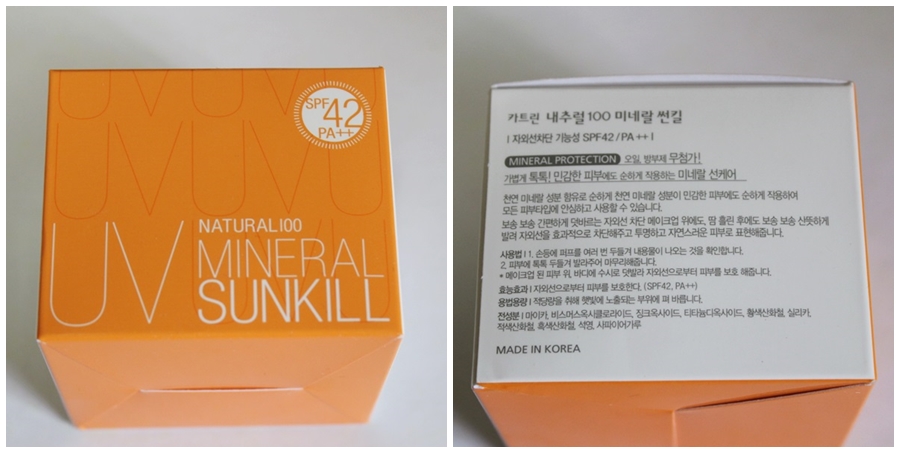 UV UV
UV UV
SPF 42
PA++
UV
NATURAL100
MINERAL
SUNKILL
카트린 내추럴100 미네랄 썬킬
| 자외선차단 기능성 SPF42/PA++ |
MINERAL PROTECTION 오일, 방부제 무첨가!
가볍게 톡톡! 민감한 피부에도 순하게 작용하는 미네랄 선케어
천연 미네랄 성분 함유로 순하게 천연 미네랄 성분이 민감한 피부에도 순하게 작용하여
모든 피부타입에 안심하고 사용할 수 있습니다.
보송 보송 간편하게 덧바르는 자외선 차단 메이크업 위에도, 땀 흘린 후에도 보송 보송 산뜻하게
발려 자외선을 효과적으로 차단해주고 투명하고 자연스러운 피부로 표현해줍니다.
사용법 | 1. 손등에 퍼프를 여러 번 두들겨 내용물이 나오는 것을 확인합니다.
2. 피부에 톡톡 두들겨 발라주어 마무리해줍니다.
* 메이크업 된 피부 위, 바디에 수시로 덧발라 자외선으로부터 피부를 보호 해줍니다.
효능효과 | 자외선으로부터 피부를 보호한다. (SPF42, PA++)
용법용량 | 적당량을 취해 햇빛에 노출되는 부위에 펴 바릅니다.
전성분 | 마이카, 비스머스옥시클로라이드, 징크옥사이드, 티타늄디옥사이드, 황색산화철, 실리카,
적색산화철, 흑색산화철, 석영, 사파이어가루
MADE IN KOREA